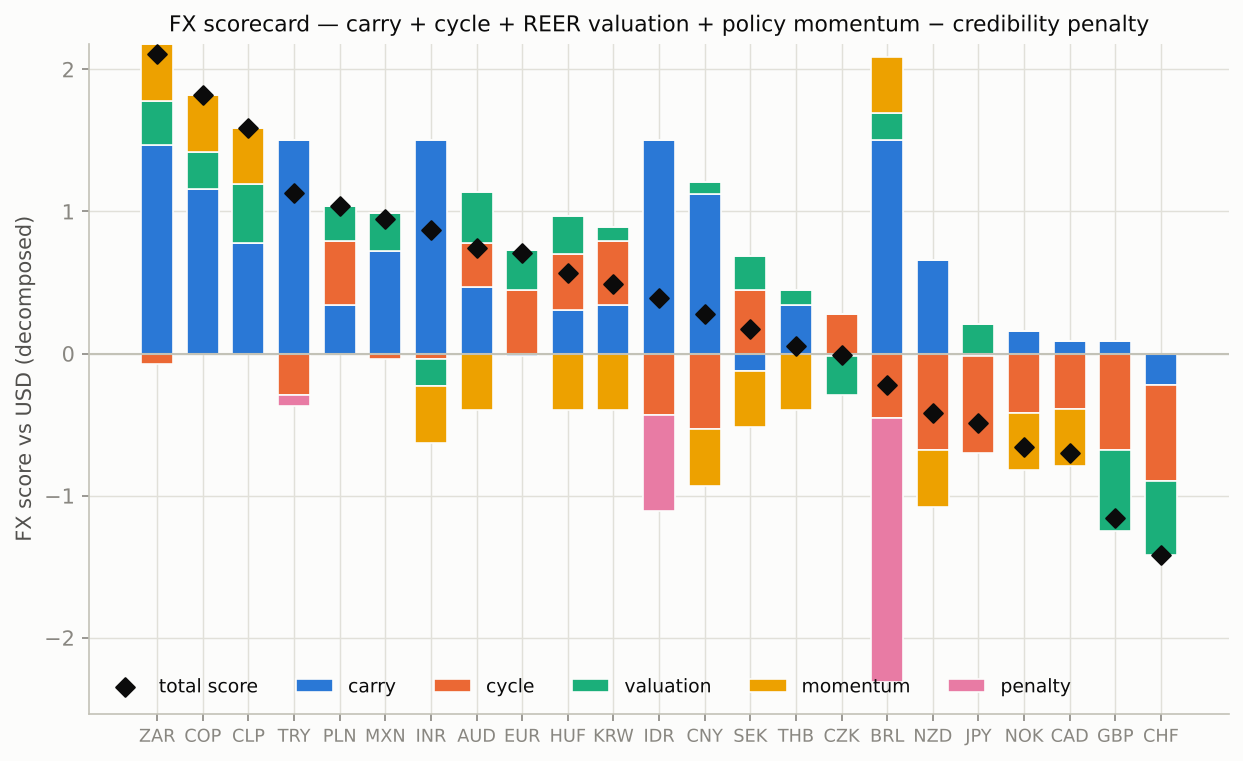 FX scorecard — carry + cycle + REER valuation + policy momentum − credibility penalty
FX score vs USD (decomposed)
2
1
0
−1
−2
total score carry cycle valuation momentum penalty
ZAR COP CLP TRY PLN MXN INR AUD EUR HUF KRW IDR CNY SEK THB CZK BRL NZD JPY NOK CAD GBP CHF